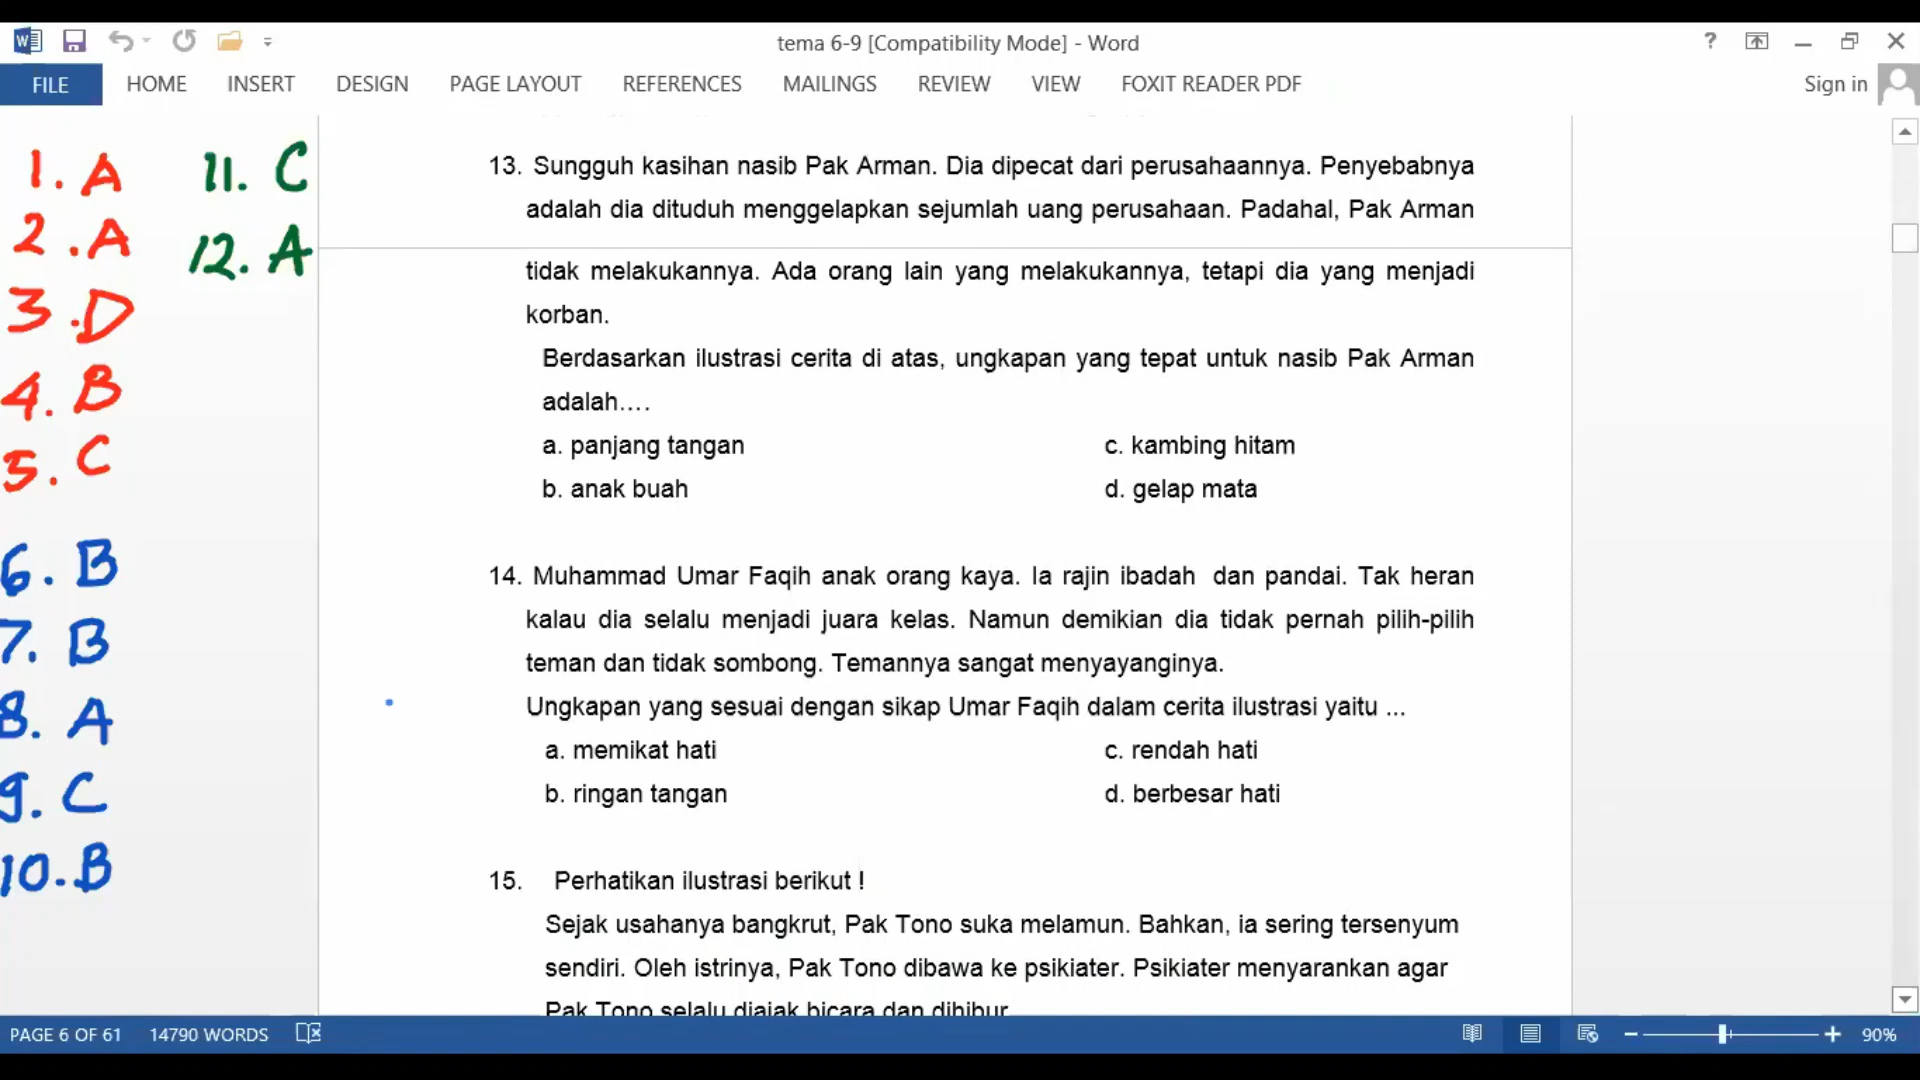 tema 6-9 [Compatibility Mode] - Word
?
FILE HOME INSERT DESIGN PAGE LAYOUT REFERENCES MAILINGS REVIEW VIEW FOXIT READER PDF Sign in
1. A
2. A
3. D
4. B
5. C
6. B
7. B
8. A
9. C
10. B
11. C
12. A
13. Sungguh kasihan nasib Pak Arman. Dia dipecat dari perusahaannya. Penyebabnya
adalah dia dituduh menggelapkan sejumlah uang perusahaan. Padahal, Pak Arman
tidak melakukannya. Ada orang lain yang melakukannya, tetapi dia yang menjadi
korban.
Berdasarkan ilustrasi cerita di atas, ungkapan yang tepat untuk nasib Pak Arman
adalah....
a. panjang tangan c. kambing hitam
b. anak buah d. gelap mata
14. Muhammad Umar Faqih anak orang kaya. Ia rajin ibadah dan pandai. Tak heran
kalau dia selalu menjadi juara kelas. Namun demikian dia tidak pernah pilih-pilih
teman dan tidak sombong. Temannya sangat menyayanginya.
Ungkapan yang sesuai dengan sikap Umar Faqih dalam cerita ilustrasi yaitu ...
a. memikat hati c. rendah hati
b. ringan tangan d. berbesar hati
15. Perhatikan ilustrasi berikut !
Sejak usahanya bangkrut, Pak Tono suka melamun. Bahkan, ia sering tersenyum
sendiri. Oleh istrinya, Pak Tono dibawa ke psikiater. Psikiater menyarankan agar
Pak Tono selalu diajak bicara dan dihibur.
PAGE 6 OF 61 14790 WORDS 90%